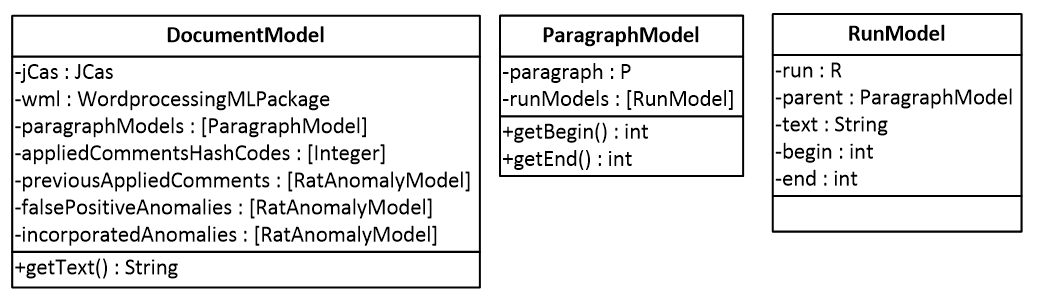 DocumentModel
-jCas : JCas
-wml : WordprocessingMLPackage
-paragraphModels : [ParagraphModel]
-appliedCommentsHashCodes : [Integer]
-previousAppliedComments : [RatAnomalyModel]
-falsePositiveAnomalies : [RatAnomalyModel]
-incorporatedAnomalies : [RatAnomalyModel]
+getText() : String
ParagraphModel
-paragraph : P
-runModels : [RunModel]
+getBegin() : int
+getEnd() : int
RunModel
-run : R
-parent : ParagraphModel
-text : String
-begin : int
-end : int